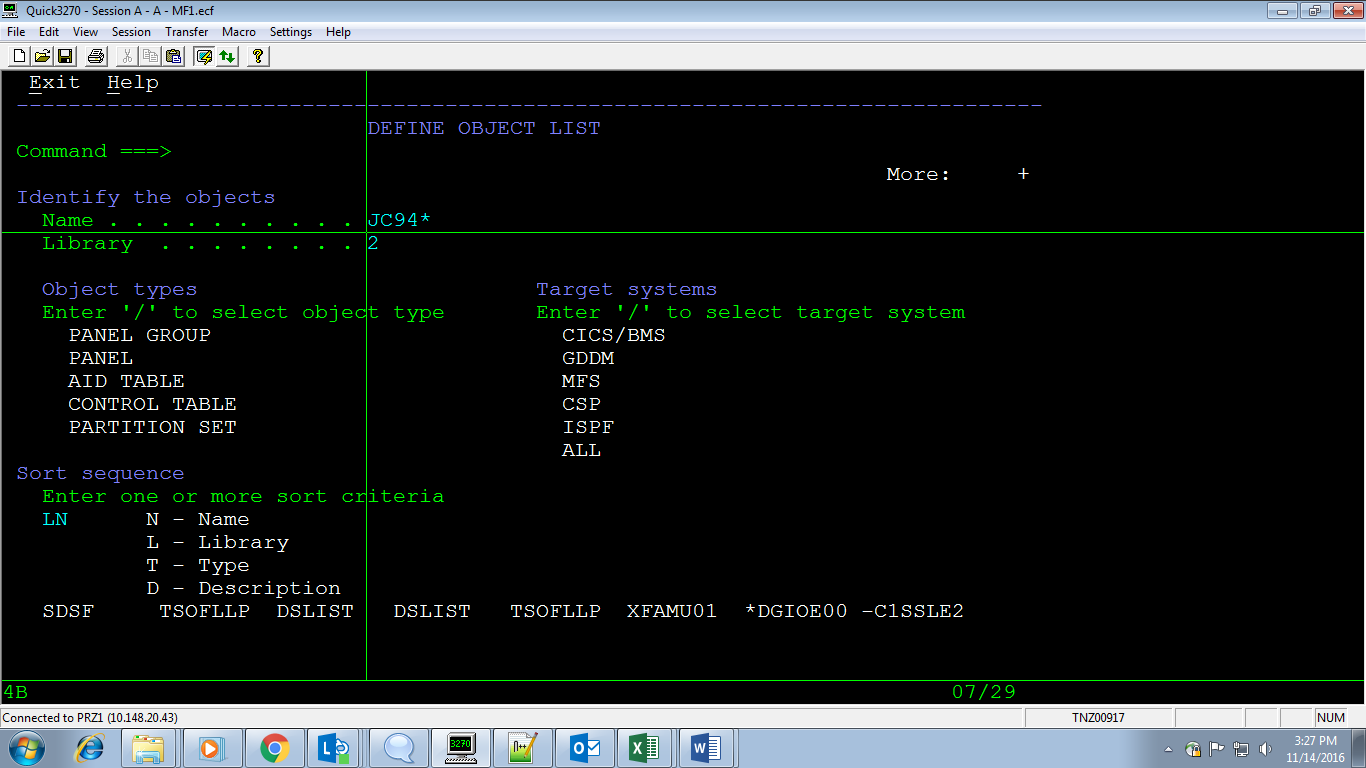 Quick3270 - Session A - A - MF1.ecf
File Edit View Session Transfer Macro Settings Help
Exit Help
-------------------------------------------------------------------------------
DEFINE OBJECT LIST
Command ===>
More: +
Identify the objects
Name . . . . . . . . . . JC94*
Library . . . . . . . . 2
Object types Target systems
Enter '/' to select object type Enter '/' to select target system
PANEL GROUP CICS/BMS
PANEL GDDM
AID TABLE MFS
CONTROL TABLE CSP
PARTITION SET ISPF
ALL
Sort sequence
Enter one or more sort criteria
LN N - Name
L - Library
T - Type
D - Description
SDSF TSOFLLP DSLIST DSLIST TSOFLLP XFAMU01 *DGIOE00 -C1SSLE2
4B 07/29
Connected to PRZ1 (10.148.20.43) TNZ00917 NUM
3270
3:27 PM
11/14/2016